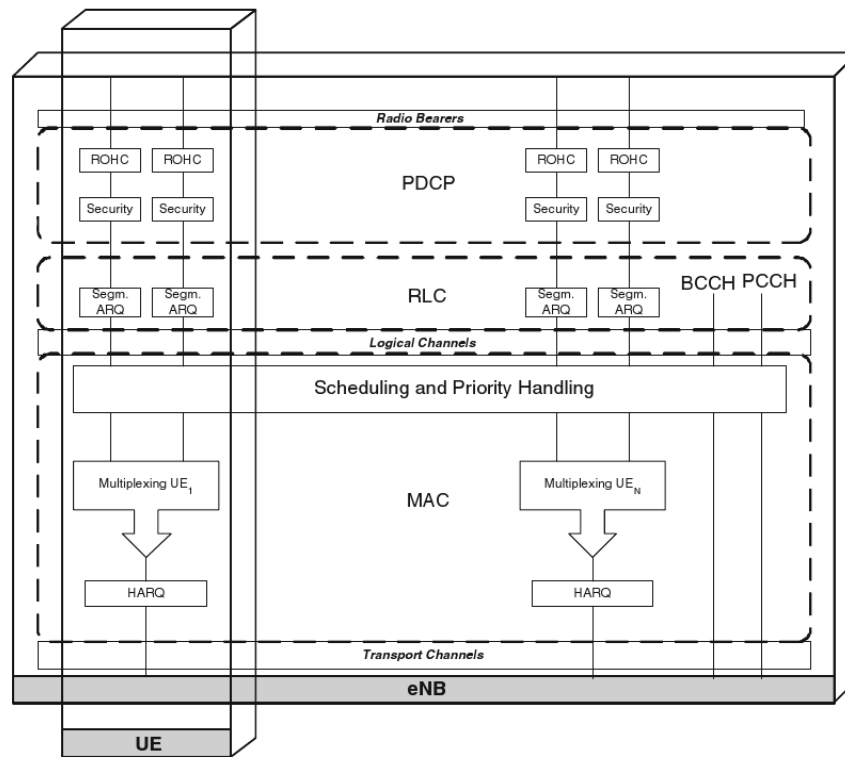 Radio Bearers
ROHC ROHC ROHC ROHC
PDCP
Security Security Security Security
BCCH PCCH
RLC
Segm. ARQ Segm. ARQ Segm. ARQ Segm. ARQ
Logical Channels
Scheduling and Priority Handling
Multiplexing UE1 Multiplexing UEN
MAC
HARQ HARQ
Transport Channels
eNB
UE